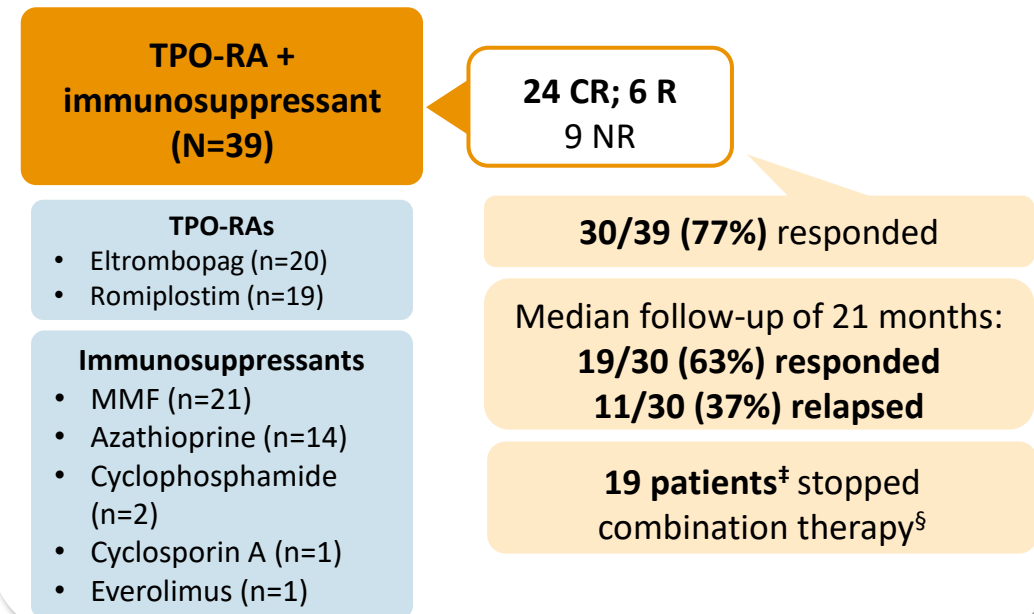 TPO-RA +
immunosuppressant
(N=39)
24 CR; 6 R
9 NR
TPO-RAs
• Eltrombopag (n=20)
• Romiplostim (n=19)
Immunosuppressants
• MMF (n=21)
• Azathioprine (n=14)
• Cyclophosphamide
(n=2)
• Cyclosporin A (n=1)
• Everolimus (n=1)
30/39 (77%) responded
Median follow-up of 21 months:
19/30 (63%) responded
11/30 (37%) relapsed
19 patients‡ stopped
combination therapy§